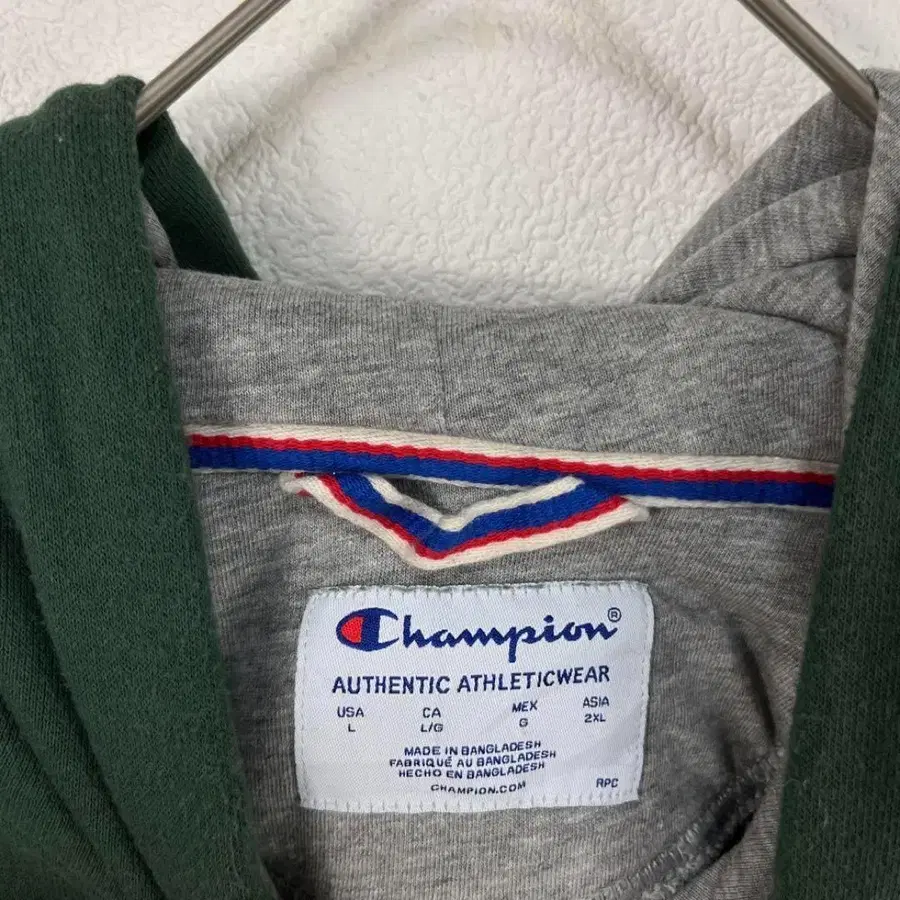 Champion®
AUTHENTIC ATHLETICWEAR
USA CA MEX ASIA
L L/G G 2XL
MADE IN BANGLADESH
FABRIQUÉ AU BANGLADESH
HECHO EN BANGLADESH
CHAMPION.COM RPC